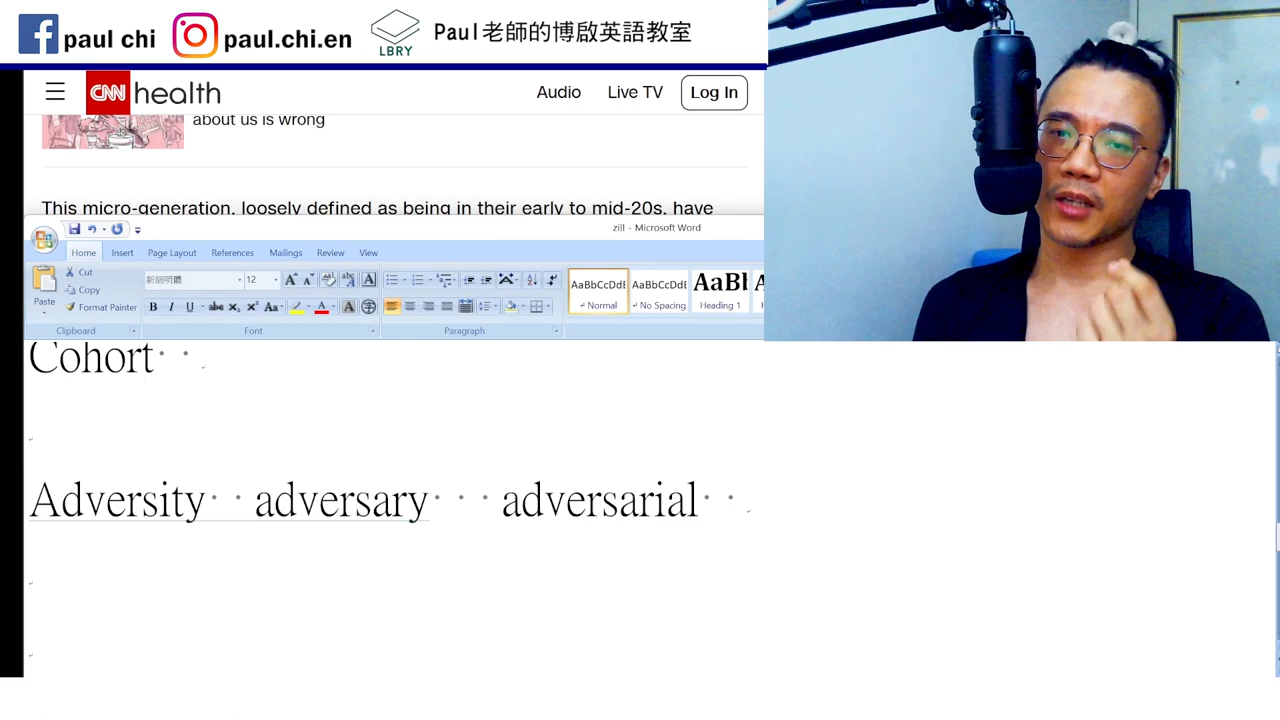 paul chi
paul.chi.en
LBRY
Paul老師的博啟英語教室
CNN health
Audio
Live TV
Log In
about us is wrong
This micro-generation, loosely defined as being in their early to mid-20s, have
zill - Microsoft Word
Home
Insert
Page Layout
References
Mailings
Review
View
Paste
Cut
Copy
Format Painter
Clipboard
新細明體
12
Font
Paragraph
AaBbCcDdE
AaBbCcDdE
AaBl
Normal
No Spacing
Heading 1
Cohort
Adversity adversary adversarial